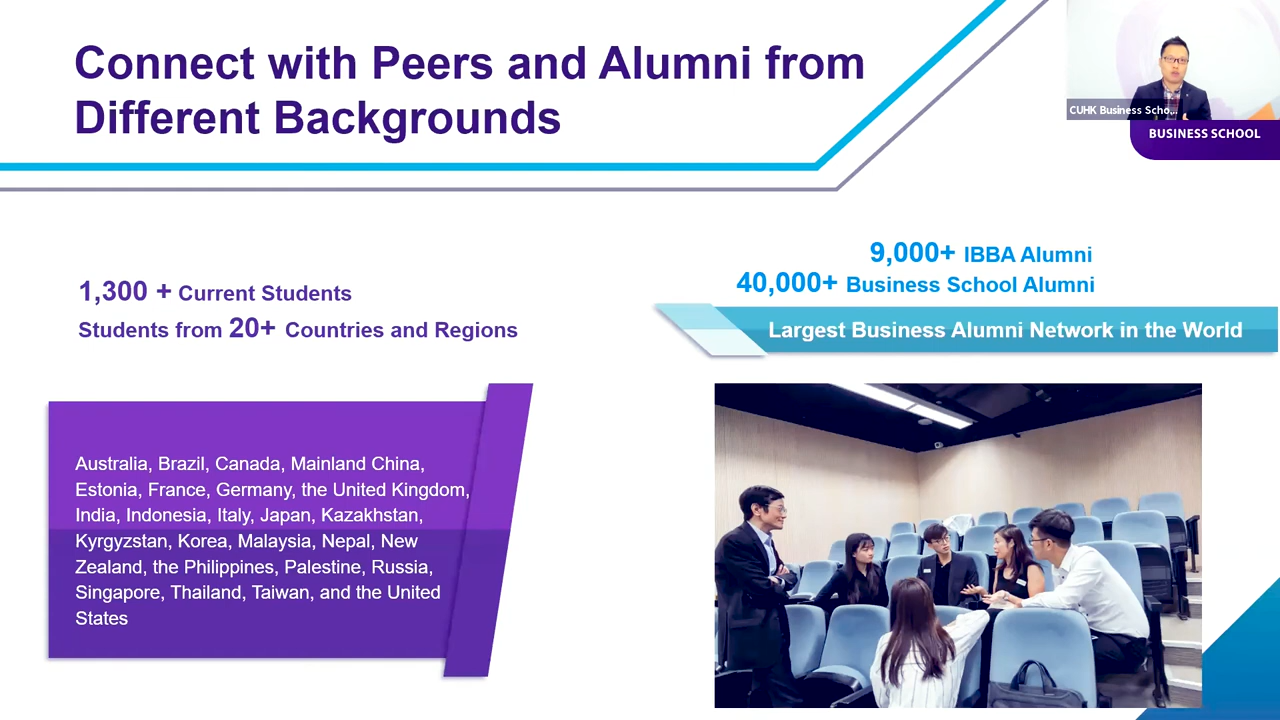 Connect with Peers and Alumni from
Different Backgrounds
CUHK Business Scho...
BUSINESS SCHOOL
1,300 + Current Students
Students from 20+ Countries and Regions
9,000+ IBBA Alumni
40,000+ Business School Alumni
Largest Business Alumni Network in the World
Australia, Brazil, Canada, Mainland China,
Estonia, France, Germany, the United Kingdom,
India, Indonesia, Italy, Japan, Kazakhstan,
Kyrgyzstan, Korea, Malaysia, Nepal, New
Zealand, the Philippines, Palestine, Russia,
Singapore, Thailand, Taiwan, and the United
States